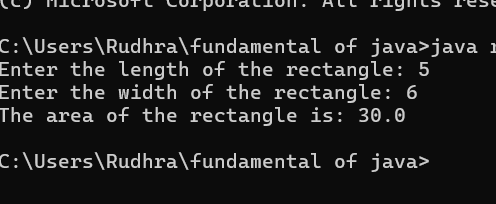 (c) Microsoft Corporation. All rights rese
C:\Users\Rudhra\fundamental of java>java r
Enter the length of the rectangle: 5
Enter the width of the rectangle: 6
The area of the rectangle is: 30.0
C:\Users\Rudhra\fundamental of java>